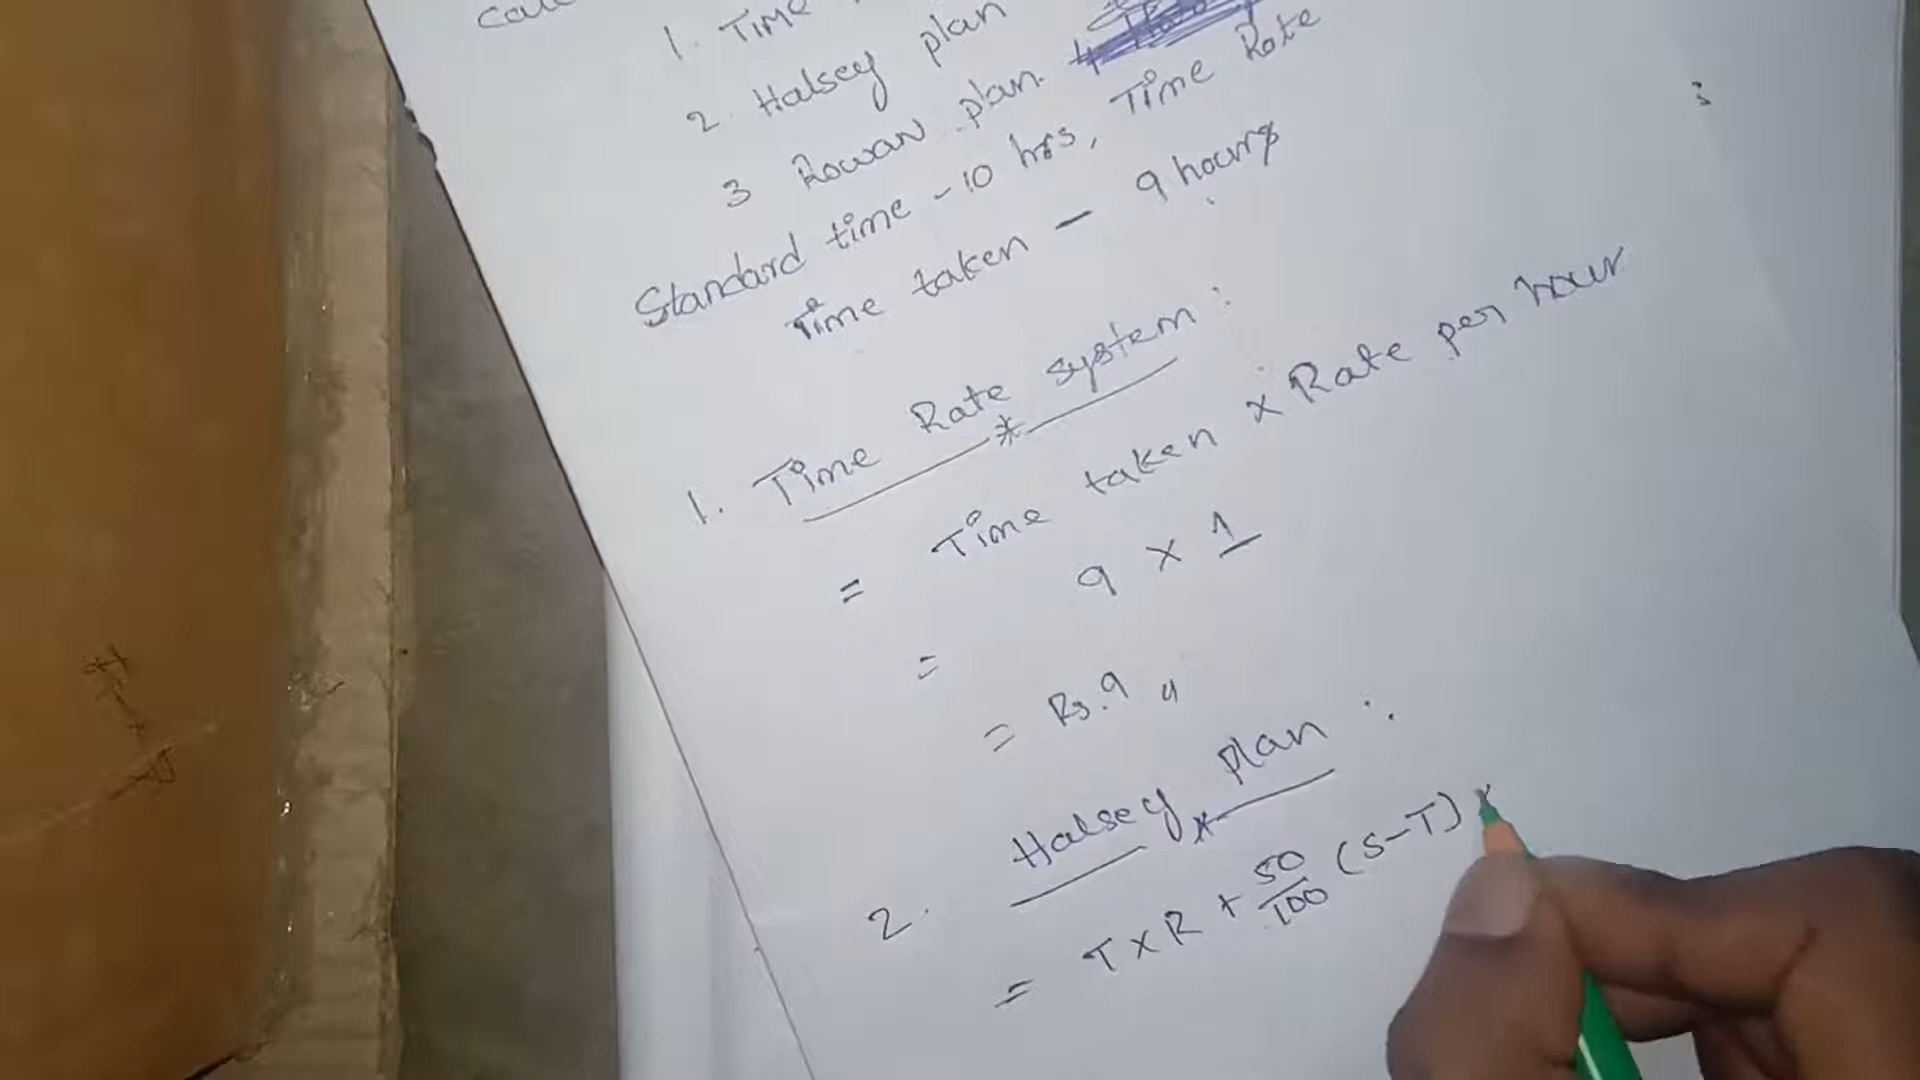 1. Time
2. Halsey plan
3 Rowan plan.
Standard time - 10 hrs, Time Rate
Time taken - 9 hours
1. Time Rate system:
= Time taken × Rate per hour
= 9 × 1
= Rs. 9
2. Halsey plan:
= T×R + 50/100 (S-T) ×